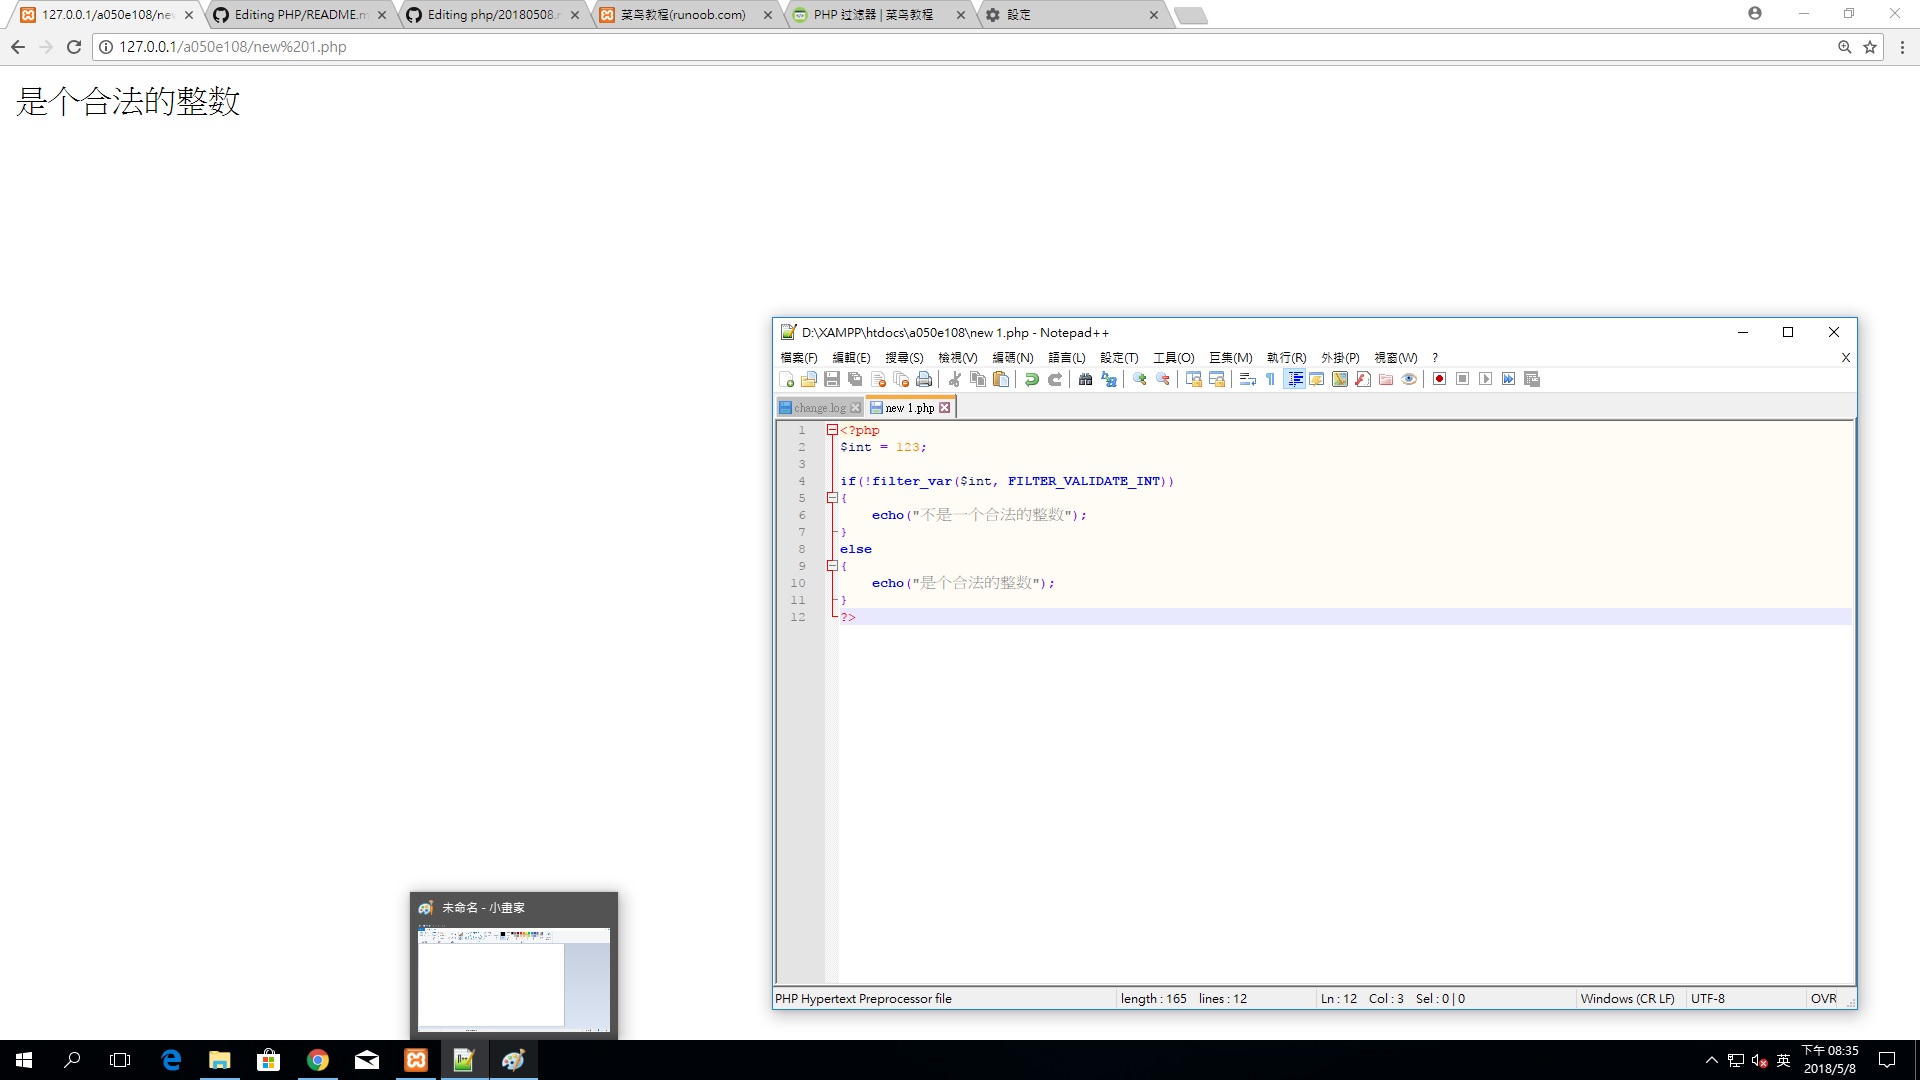 127.0.0.1/a050e108/new
Editing PHP/README.m
Editing php/20180508.
菜鸟教程(runoob.com)
PHP 过滤器 | 菜鸟教程
設定
127.0.0.1/a050e108/new%201.php
是个合法的整数
D:\XAMPP\htdocs\a050e108\new 1.php - Notepad++
檔案(F) 編輯(E) 搜尋(S) 檢視(V) 編碼(N) 語言(L) 設定(T) 工具(O) 巨集(M) 執行(R) 外掛(P) 視窗(W) ? X
change.log new 1.php
1 <?php
2 $int = 123;
3
4 if(!filter_var($int, FILTER_VALIDATE_INT))
5 {
6 echo("不是一个合法的整数");
7 }
8 else
9 {
10 echo("是个合法的整数");
11 }
12 ?>
未命名 - 小畫家
PHP Hypertext Preprocessor file length : 165 lines : 12 Ln : 12 Col : 3 Sel : 0 | 0 Windows (CR LF) UTF-8 OVR
英
下午 08:35
2018/5/8